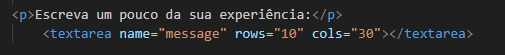 <p>Escreva um pouco da sua experiência:</p>
<textarea name="message" rows="10" cols="30"></textarea>